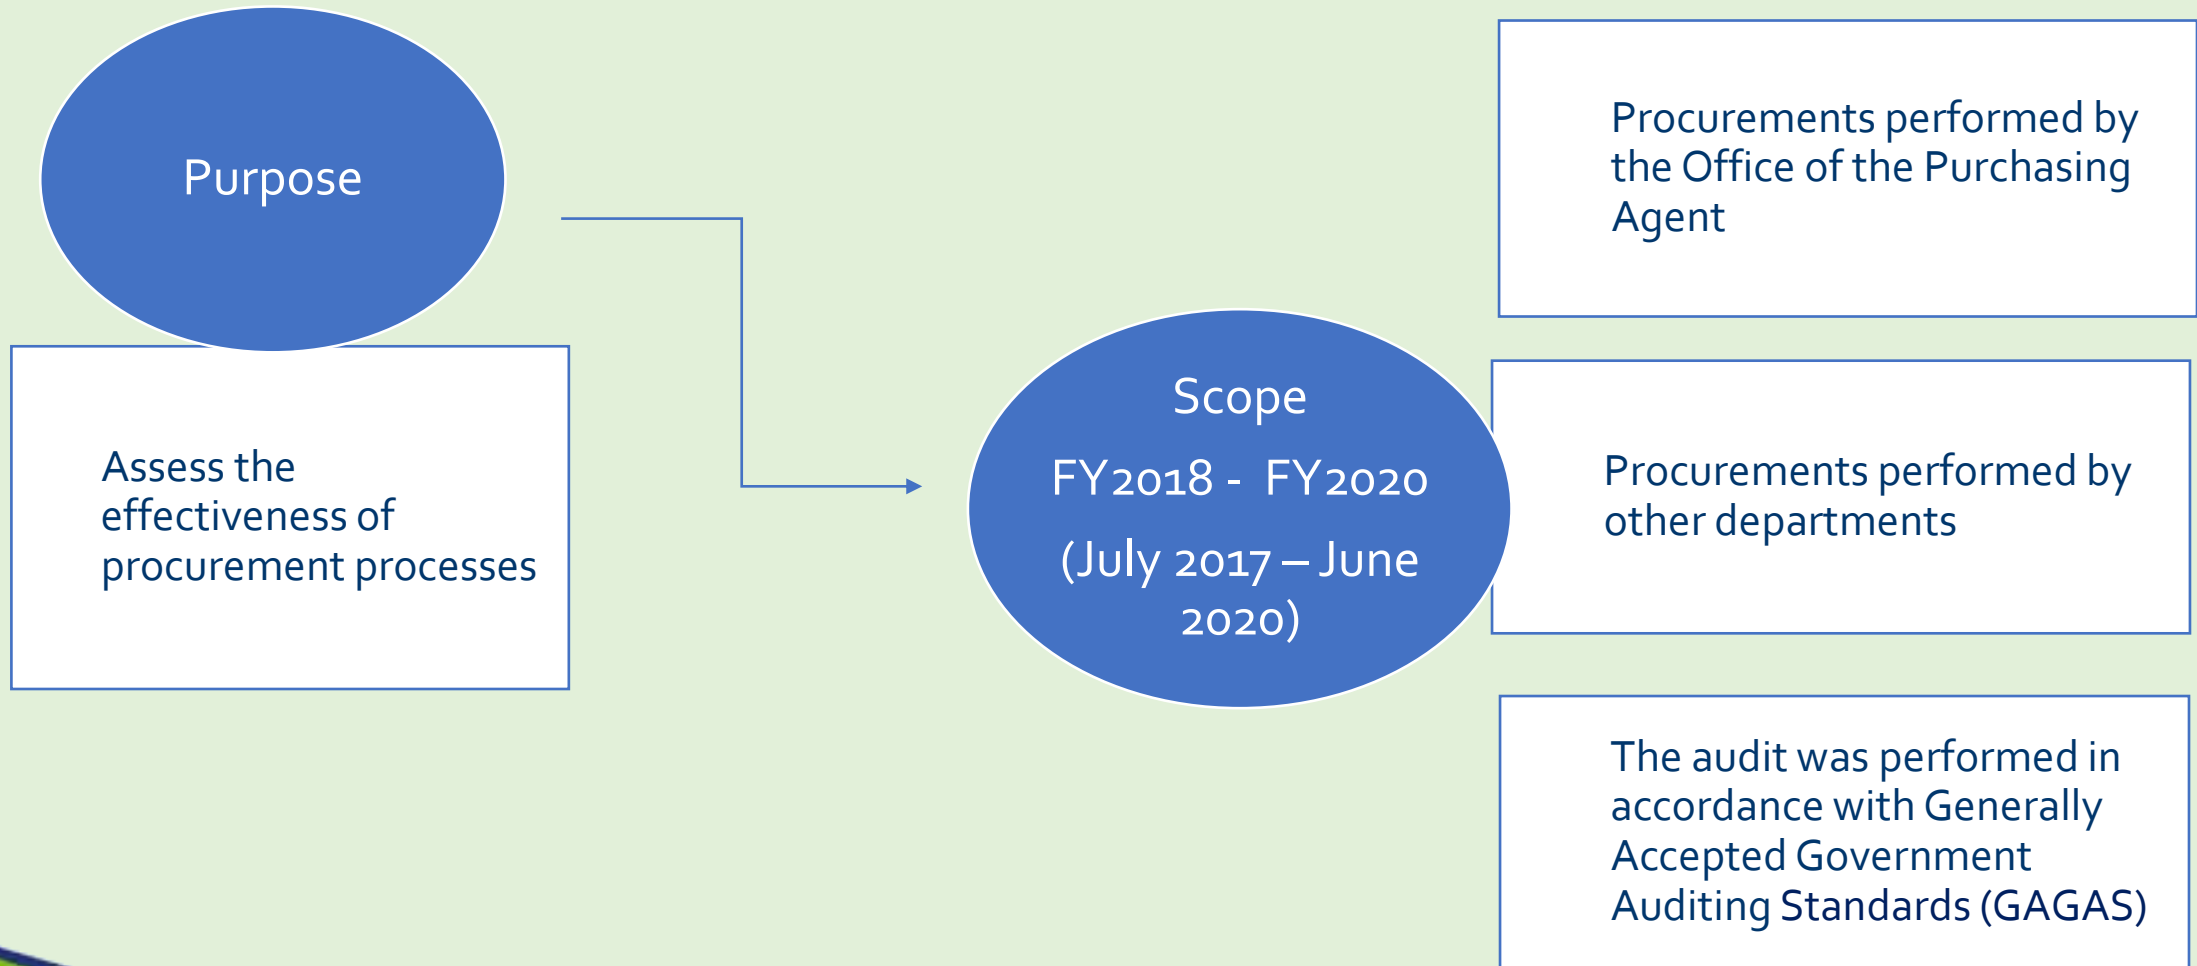 Purpose
Assess the
effectiveness of
procurement processes
Scope
FY2018 - FY2020
(July 2017 – June
2020)
Procurements performed by
the Office of the Purchasing
Agent
Procurements performed by
other departments
The audit was performed in
accordance with Generally
Accepted Government
Auditing Standards (GAGAS)